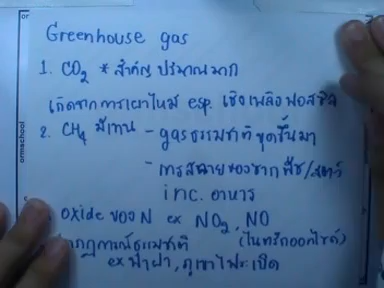 Greenhouse gas
1. CO₂ * สำคัญ ปริมาณมาก
เกิดจากการเผาไหม้ esp. เชื้อเพลิงฟอสซิล
2. CH₄ มีเทน - gas ธรรมชาติ ขุดขึ้นมา
- การสลายของซากพืช/สัตว์
inc. อาหาร
oxide ของ N ex NO₂, NO
(ไนตริกออกไซด์)
ปรากฏการณ์ธรรมชาติ
ex ฟ้าผ่า, ภูเขาไฟระเบิด
ormschool